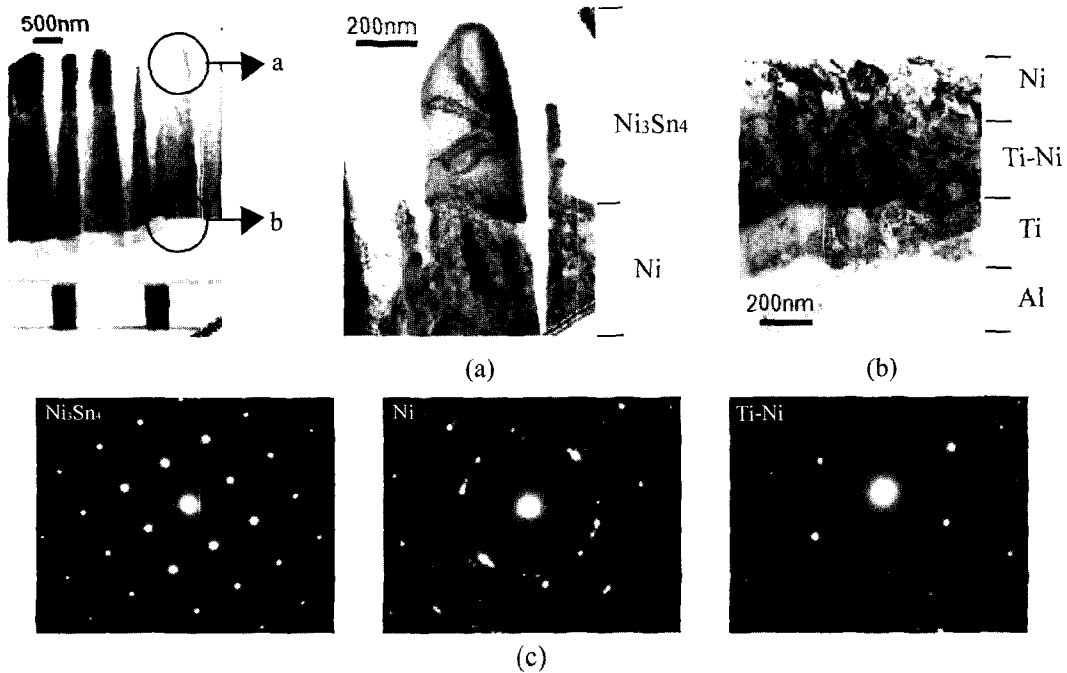 500nm
a
b
200nm
Ni₃Sn₄
Ni
(a)
Ni
Ti-Ni
Ti
Al
200nm
(b)
Ni₃Sn₄
Ni
Ti-Ni
(c)